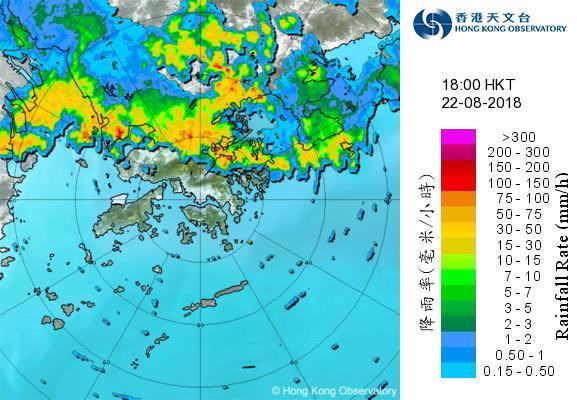 香港天文台
HONG KONG OBSERVATORY
18:00 HKT
22-08-2018
>300
200 - 300
150 - 200
100 - 150
75 - 100
50 - 75
30 - 50
15 - 30
10 - 15
7 - 10
5 - 7
3 - 5
2 - 3
1 - 2
0.50 - 1
0.15 - 0.50
降雨率(毫米/小時)
Rainfall Rate (mm/h)
© Hong Kong Observatory